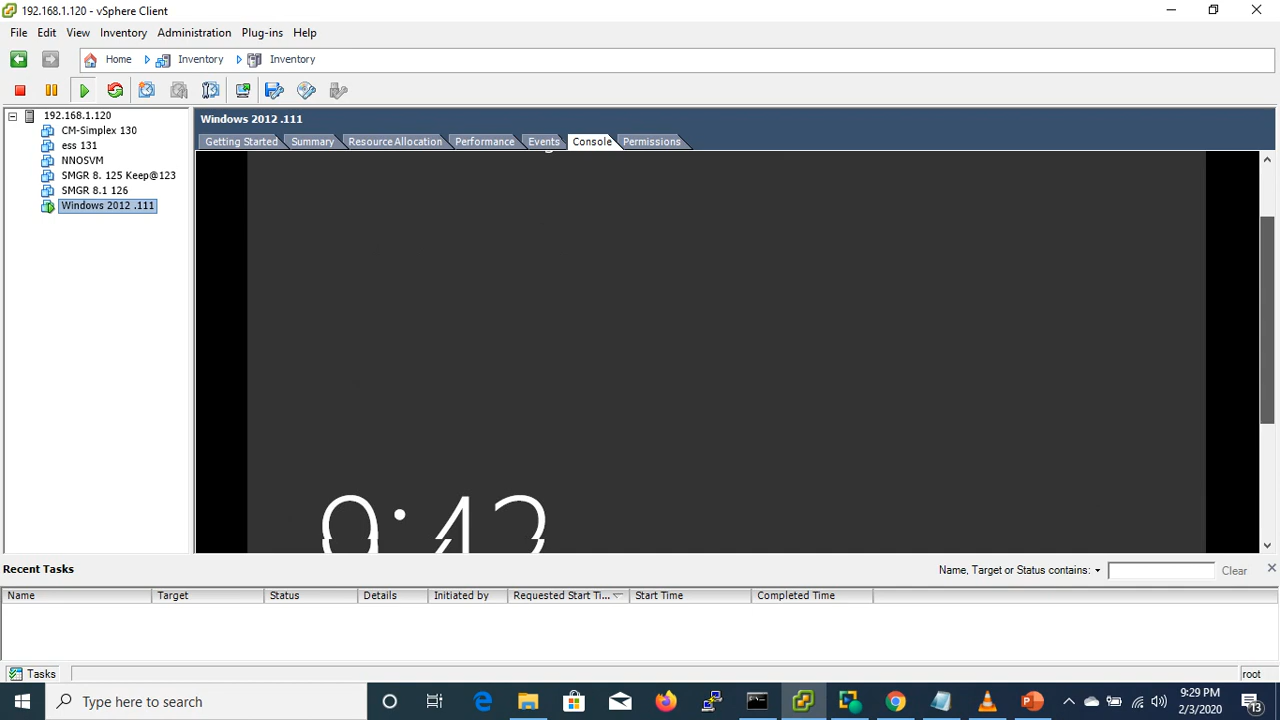 192.168.1.120 - vSphere Client
File Edit View Inventory Administration Plug-ins Help
Home Inventory Inventory
192.168.1.120
CM-Simplex 130
ess 131
NNOSVM
SMGR 8. 125 Keep@123
SMGR 8.1 126
Windows 2012 .111
Windows 2012 .111
Getting Started Summary Resource Allocation Performance Events Console Permissions
9:42
Recent Tasks
Name, Target or Status contains: Clear
Name Target Status Details Initiated by Requested Start Ti... Start Time Completed Time
Tasks
root
Type here to search
9:29 PM
2/3/2020
13